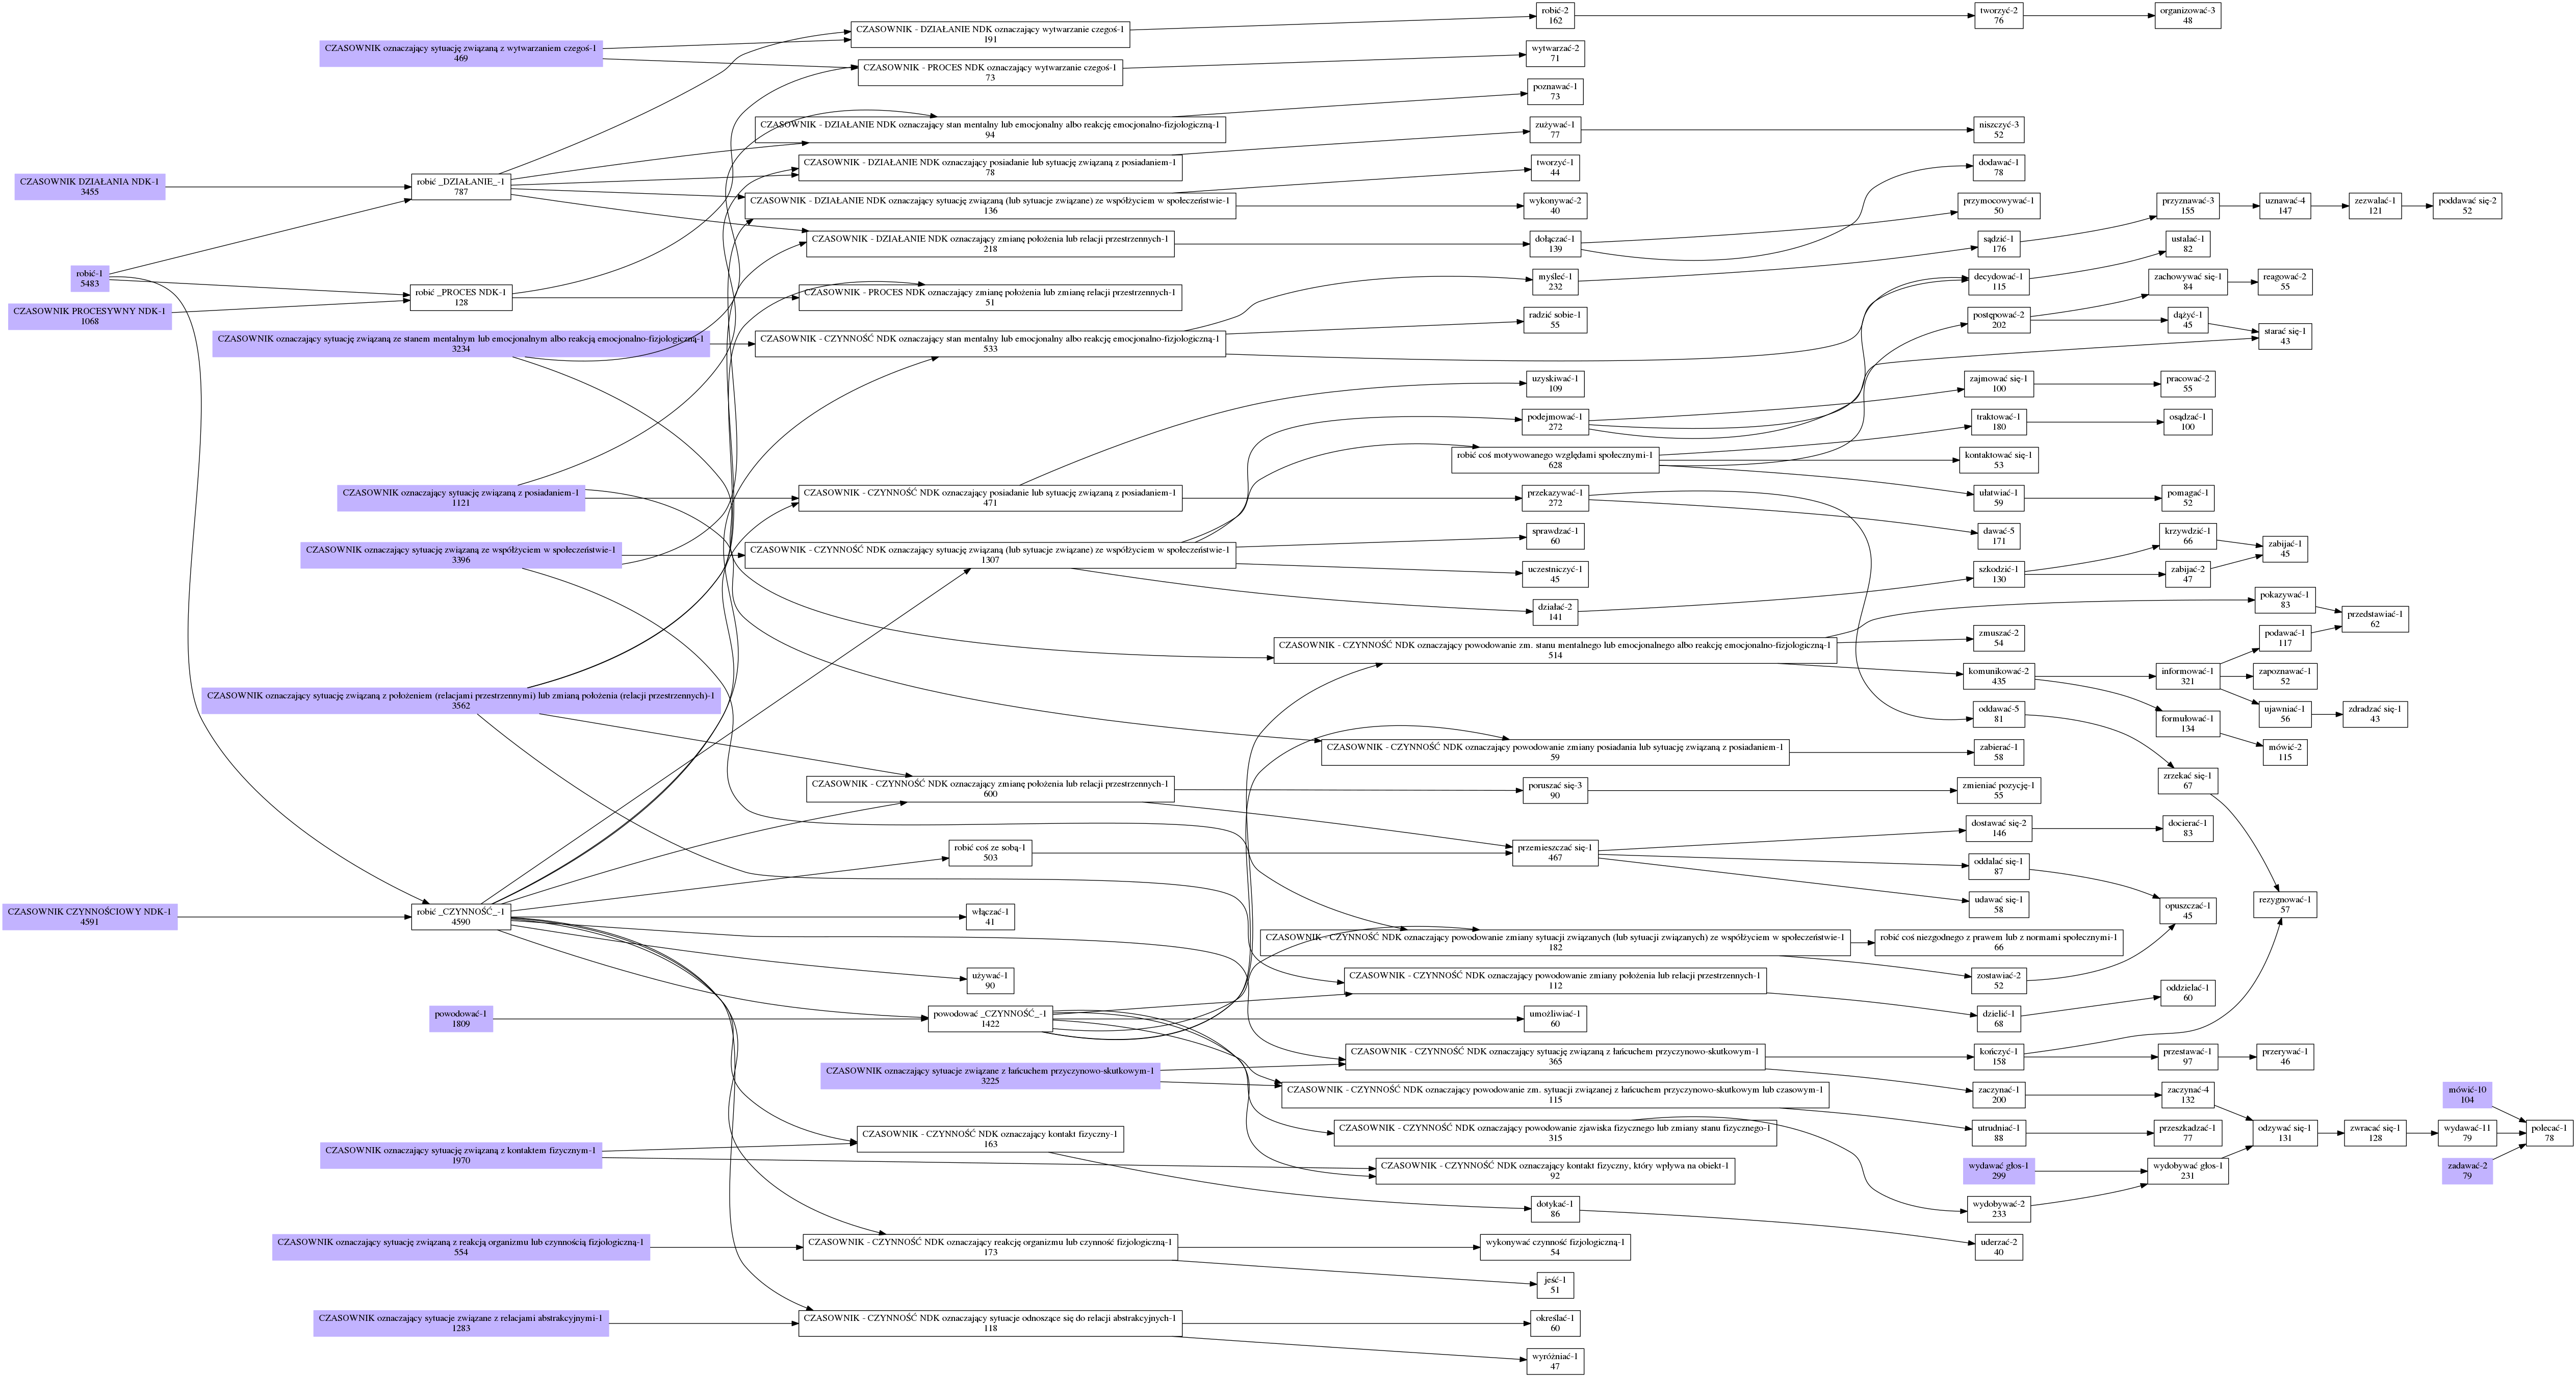 CZASOWNIK DZIAŁANIA NDK-1
3455
robić-1
5483
CZASOWNIK PROCESYWNY NDK-1
1068
CZASOWNIK CZYNNOŚCIOWY NDK-1
4591
CZASOWNIK oznaczający sytuację związaną z wytwarzaniem czegoś-1
469
robić _DZIAŁANIE_-1
787
robić _PROCES NDK-1
128
CZASOWNIK oznaczający sytuację związaną ze stanem mentalnym lub emocjonalnym albo reakcją emocjonalno-fizjologiczną-1
3234
CZASOWNIK oznaczający sytuację związaną z posiadaniem-1
1121
CZASOWNIK oznaczający sytuację związaną ze współżyciem w społeczeństwie-1
3396
CZASOWNIK oznaczający sytuację związaną z położeniem (relacjami przestrzennymi) lub zmianą położenia (relacji przestrzennych)-1
3562
robić _CZYNNOŚĆ_-1
4590
powodować-1
1809
CZASOWNIK oznaczający sytuację związaną z kontaktem fizycznym-1
1970
CZASOWNIK oznaczający sytuację związaną z reakcją organizmu lub czynnością fizjologiczną-1
554
CZASOWNIK oznaczający sytuacje związane z relacjami abstrakcyjnymi-1
1283
CZASOWNIK - DZIAŁANIE NDK oznaczający wytwarzanie czegoś-1
191
CZASOWNIK - PROCES NDK oznaczający wytwarzanie czegoś-1
73
CZASOWNIK - DZIAŁANIE NDK oznaczający stan mentalny lub emocjonalny albo reakcję emocjonalno-fizjologiczną-1
94
CZASOWNIK - DZIAŁANIE NDK oznaczający posiadanie lub sytuację związaną z posiadaniem-1
78
CZASOWNIK - DZIAŁANIE NDK oznaczający sytuację związaną (lub sytuacje związane) ze współżyciem w społeczeństwie-1
136
CZASOWNIK - DZIAŁANIE NDK oznaczający zmianę położenia lub relacji przestrzennych-1
218
CZASOWNIK - PROCES NDK oznaczający zmianę położenia lub zmianę relacji przestrzennych-1
51
CZASOWNIK - CZYNNOŚĆ NDK oznaczający stan mentalny lub emocjonalny albo reakcję emocjonalno-fizjologiczną-1
533
CZASOWNIK - CZYNNOŚĆ NDK oznaczający posiadanie lub sytuację związaną z posiadaniem-1
471
CZASOWNIK - CZYNNOŚĆ NDK oznaczający sytuację związaną (lub sytuacje związane) ze współżyciem w społeczeństwie-1
1307
CZASOWNIK - CZYNNOŚĆ NDK oznaczający zmianę położenia lub relacji przestrzennych-1
600
robić coś ze sobą-1
503
włączać-1
41
używać-1
90
powodować _CZYNNOŚĆ_-1
1422
CZASOWNIK oznaczający sytuacje związane z łańcuchem przyczynowo-skutkowym-1
3225
CZASOWNIK - CZYNNOŚĆ NDK oznaczający kontakt fizyczny-1
163
CZASOWNIK - CZYNNOŚĆ NDK oznaczający reakcję organizmu lub czynność fizjologiczną-1
173
CZASOWNIK - CZYNNOŚĆ NDK oznaczający sytuacje odnoszące się do relacji abstrakcyjnych-1
118
robić-2
162
wytwarzać-2
71
poznawać-1
73
zużywać-1
77
tworzyć-1
44
wykonywać-2
40
dołączać-1
139
myśleć-1
232
radzić sobie-1
55
uzyskiwać-1
109
podejmować-1
272
robić coś motywowanego względami społecznymi-1
628
przekazywać-1
272
sprawdzać-1
60
uczestniczyć-1
45
działać-2
141
CZASOWNIK - CZYNNOŚĆ NDK oznaczający powodowanie zm. stanu mentalnego lub emocjonalnego albo reakcję emocjonalno-fizjologiczną-1
514
CZASOWNIK - CZYNNOŚĆ NDK oznaczający powodowanie zmiany posiadania lub sytuację związaną z posiadaniem-1
59
poruszać się-3
90
przemieszczać się-1
467
CZASOWNIK - CZYNNOŚĆ NDK oznaczający powodowanie zmiany sytuacji związanych (lub sytuacji związanych) ze współżyciem w społeczeństwie-1
182
CZASOWNIK - CZYNNOŚĆ NDK oznaczający powodowanie zmiany położenia lub relacji przestrzennych-1
112
umożliwiać-1
60
CZASOWNIK - CZYNNOŚĆ NDK oznaczający sytuację związaną z łańcuchem przyczynowo-skutkowym-1
365
CZASOWNIK - CZYNNOŚĆ NDK oznaczający powodowanie zm. sytuacji związanej z łańcuchem przyczynowo-skutkowym lub czasowym-1
115
CZASOWNIK - CZYNNOŚĆ NDK oznaczający powodowanie zjawiska fizycznego lub zmiany stanu fizycznego-1
315
CZASOWNIK - CZYNNOŚĆ NDK oznaczający kontakt fizyczny, który wpływa na obiekt-1
92
dotykać-1
86
wykonywać czynność fizjologiczną-1
54
jeść-1
51
określać-1
60
wyróżniać-1
47
tworzyć-2
76
niszczyć-3
52
dodawać-1
78
przymocowywać-1
50
sądzić-1
176
decydować-1
115
postępować-2
202
zajmować się-1
100
traktować-1
180
kontaktować się-1
53
ułatwiać-1
59
dawać-5
171
szkodzić-1
130
zmuszać-2
54
komunikować-2
435
oddawać-5
81
zabierać-1
58
zmieniać pozycję-1
55
dostawać się-2
146
oddalać się-1
87
udawać się-1
58
robić coś niezgodnego z prawem lub z normami społecznymi-1
66
zostawiać-2
52
dzielić-1
68
kończyć-1
158
zaczynać-1
200
utrudniać-1
88
wydawać głos-1
299
wydobywać-2
233
uderzać-2
40
organizować-3
48
przyznawać-3
155
ustalać-1
82
zachowywać się-1
84
dążyć-1
45
pracować-2
55
osądzać-1
100
pomagać-1
52
krzywdzić-1
66
zabijać-2
47
informować-1
321
formułować-1
134
zrzekać się-1
67
docierać-1
83
opuszczać-1
45
oddzielać-1
60
przestawać-1
97
zaczynać-4
132
przeszkadzać-1
77
wydobywać głos-1
231
uznawać-4
147
reagować-2
55
starać się-1
43
zabijać-1
45
pokazywać-1
83
podawać-1
117
zapoznawać-1
52
ujawniać-1
56
mówić-2
115
rezygnować-1
57
przerywać-1
46
odzywać się-1
131
zezwalać-1
121
przedstawiać-1
62
zdradzać się-1
43
zwracać się-1
128
poddawać się-2
52
mówić-10
104
wydawać-11
79
zadawać-2
79
polecać-1
78